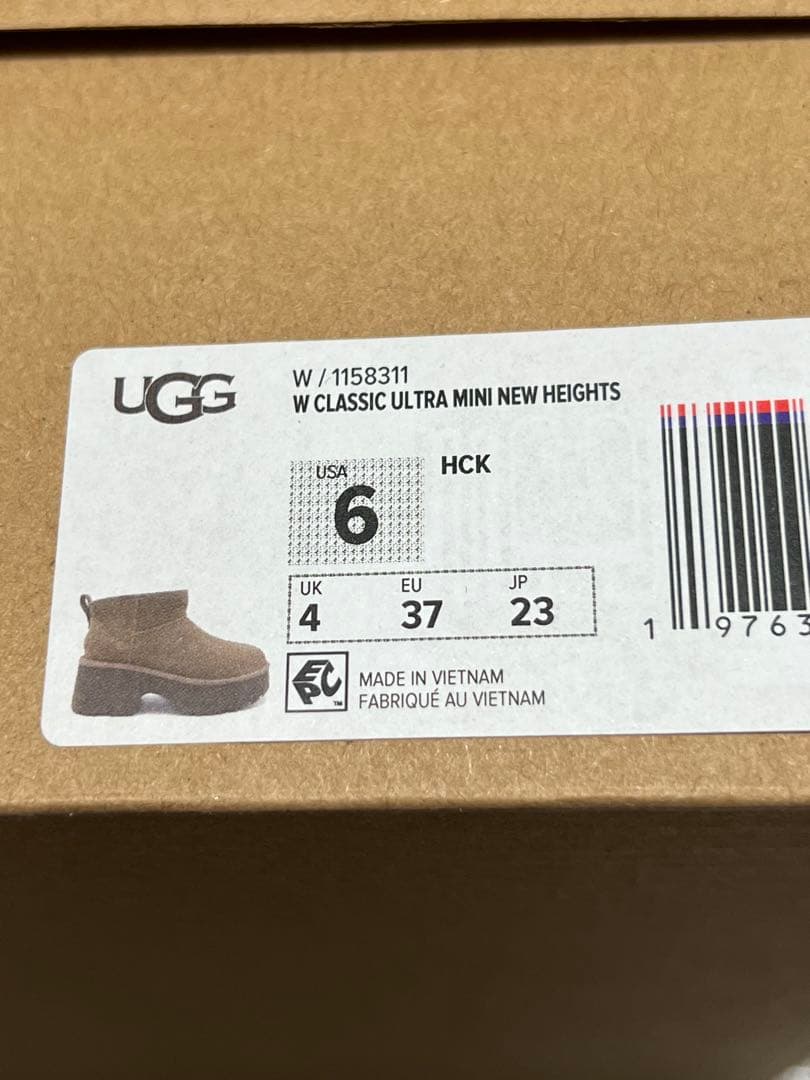 UGG
W / 1158311
W CLASSIC ULTRA MINI NEW HEIGHTS
USA
6
HCK
UK EU JP
4 37 23
1 9763
EPC TM
MADE IN VIETNAM
FABRIQUÉ AU VIETNAM